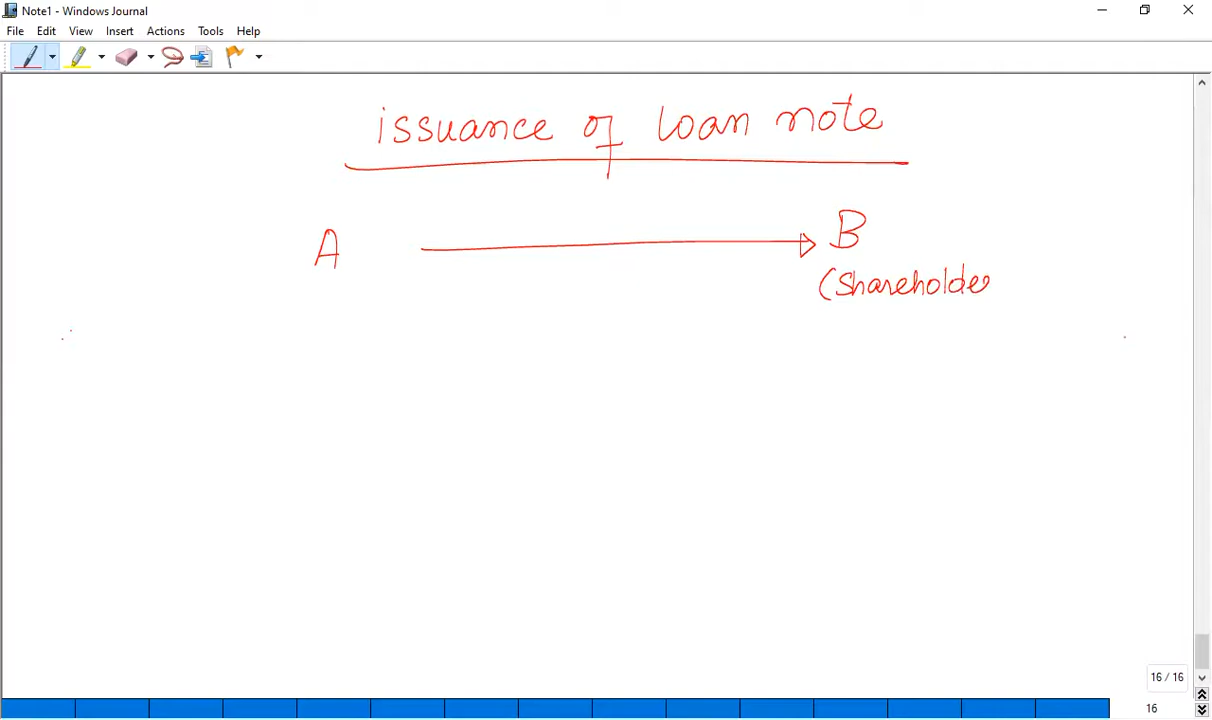 Note1 - Windows Journal
File Edit View Insert Actions Tools Help
issuance of loan note
A B
(Shareholder
16 / 16
16